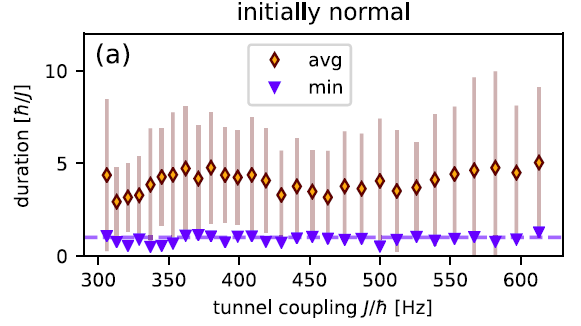 initially normal
(a)
avg
min
10
5
0
duration [ħ/J]
300 350 400 450 500 550 600
tunnel coupling J/ħ [Hz]